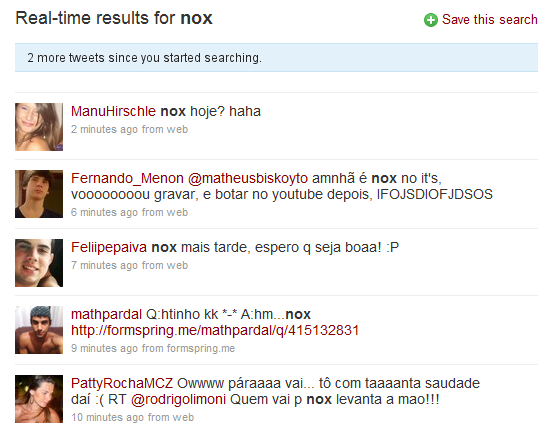 Real-time results for nox
Save this search
2 more tweets since you started searching.
ManuHirschle nox hoje? haha
2 minutes ago from web
Fernando_Menon @matheusbiskoyto amnhã é nox no it's,
vooooooooou gravar, e botar no youtube depois, IFOJSDIOFJDSOS
6 minutes ago from web
Feliipepaiva nox mais tarde, espero q seja boaa! :P
7 minutes ago from web
mathpardal Q:htinho kk *-* A:hm...nox
http://formspring.me/mathpardal/q/415132831
9 minutes ago from formspring.me
PattyRochaMCZ Owwww páraaaa vai... tô com taaaanta saudade
daí :( RT @rodrigolimoni Quem vai p nox levanta a mao!!!
10 minutes ago from web